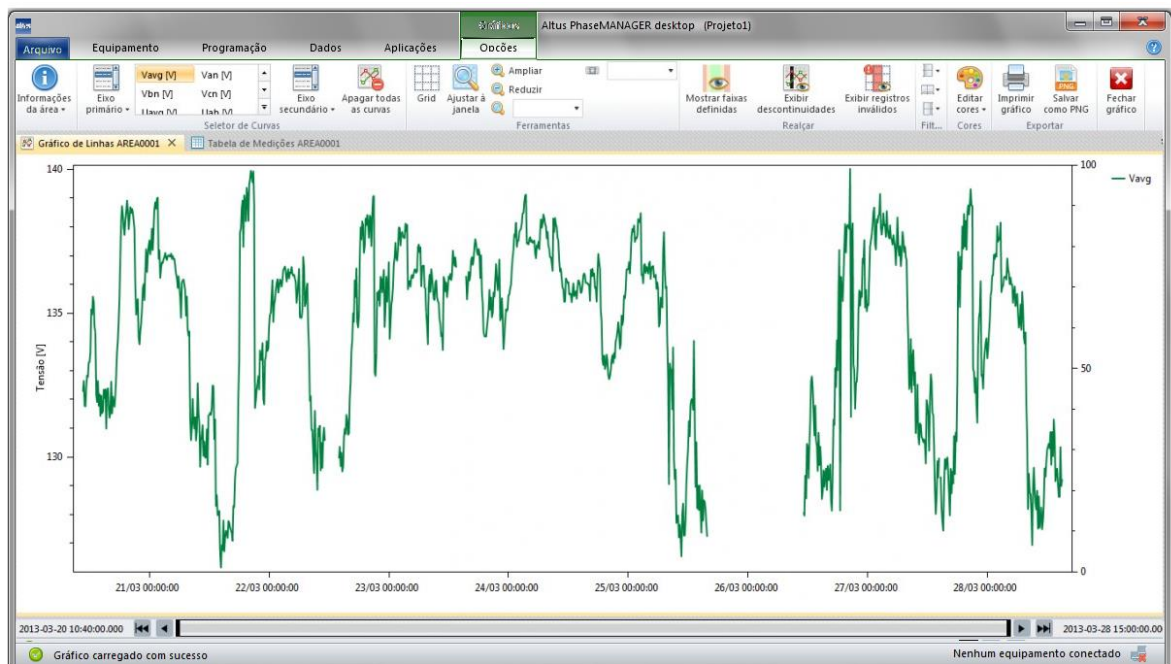 altus
Gráficos
Altus PhaseMANAGER desktop (Projeto1)
Arquivo Equipamento Programação Dados Aplicações Opções
Informações da área
Eixo primário
Vavg [V] Van [V]
Vbn [V] Vcn [V]
Uavg [V] Uab [V]
Eixo secundário
Apagar todas as curvas
Seletor de Curvas
Grid
Ajustar à janela
Ampliar
Reduzir
Ferramentas
Mostrar faixas definidas
Exibir descontinuidades
Exibir registros inválidos
Realçar
Filt...
Editar cores
Cores
Imprimir gráfico
PNG
Salvar como PNG
Exportar
Fechar gráfico
Gráfico de Linhas AREA0001 Tabela de Medições AREA0001
140
135
130
Tensão [V]
100
50
0
Vavg
21/03 00:00:00 22/03 00:00:00 23/03 00:00:00 24/03 00:00:00 25/03 00:00:00 26/03 00:00:00 27/03 00:00:00 28/03 00:00:00
2013-03-20 10:40:00.000 2013-03-28 15:00:00.00
Gráfico carregado com sucesso Nenhum equipamento conectado